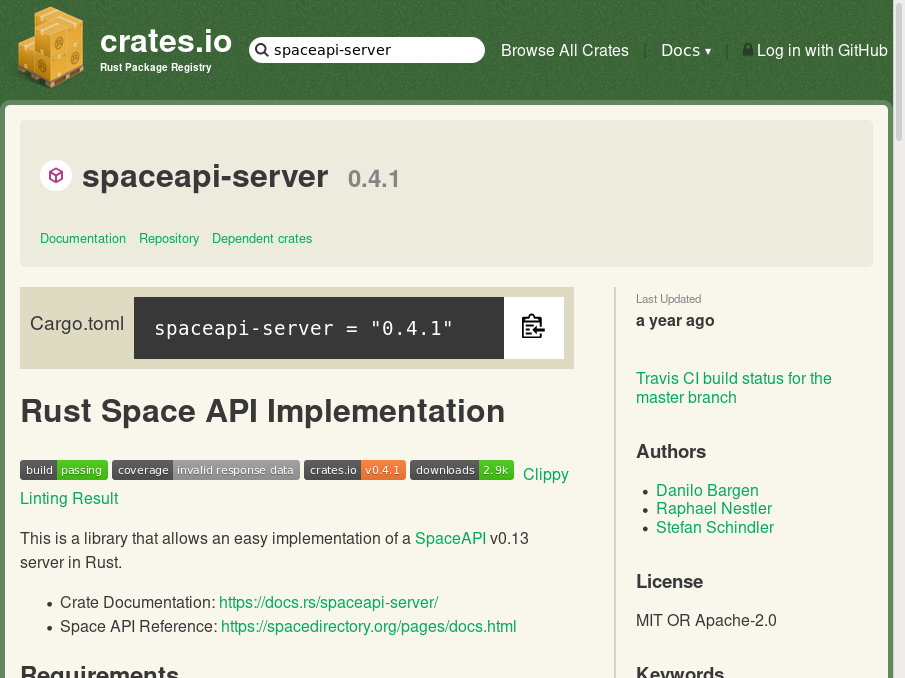 crates.io
Rust Package Registry
spaceapi-server
Browse All Crates | Docs ▾ | Log in with GitHub
spaceapi-server 0.4.1
Documentation Repository Dependent crates
Cargo.toml
spaceapi-server = "0.4.1"
Rust Space API Implementation
build passing coverage invalid response data crates.io v0.4.1 downloads 2.9k Clippy
Linting Result
This is a library that allows an easy implementation of a SpaceAPI v0.13
server in Rust.
• Crate Documentation: https://docs.rs/spaceapi-server/
• Space API Reference: https://spacedirectory.org/pages/docs.html
Requirements
Last Updated
a year ago
Travis CI build status for the
master branch
Authors
• Danilo Bargen
• Raphael Nestler
• Stefan Schindler
License
MIT OR Apache-2.0
Keywords